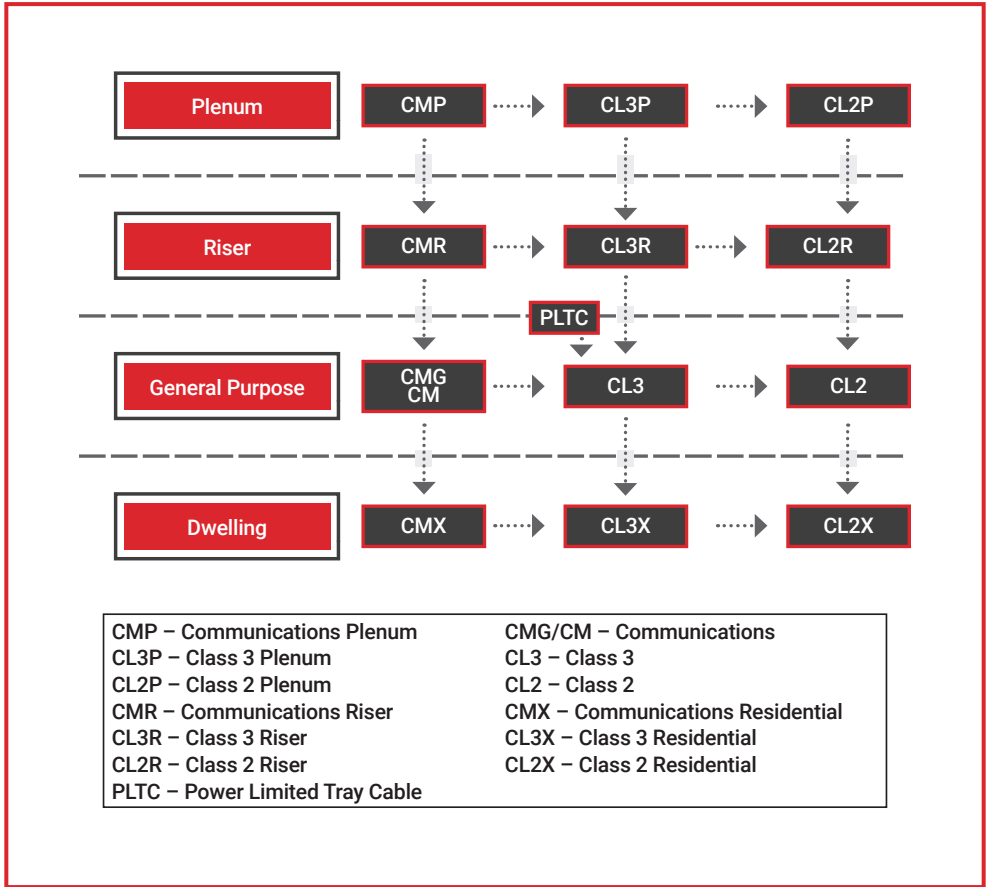 Plenum
CMP
CL3P
CL2P
Riser
CMR
CL3R
CL2R
PLTC
General Purpose
CMG
CM
CL3
CL2
Dwelling
CMX
CL3X
CL2X
CMP – Communications Plenum
CL3P – Class 3 Plenum
CL2P – Class 2 Plenum
CMR – Communications Riser
CL3R – Class 3 Riser
CL2R – Class 2 Riser
PLTC – Power Limited Tray Cable
CMG/CM – Communications
CL3 – Class 3
CL2 – Class 2
CMX – Communications Residential
CL3X – Class 3 Residential
CL2X – Class 2 Residential